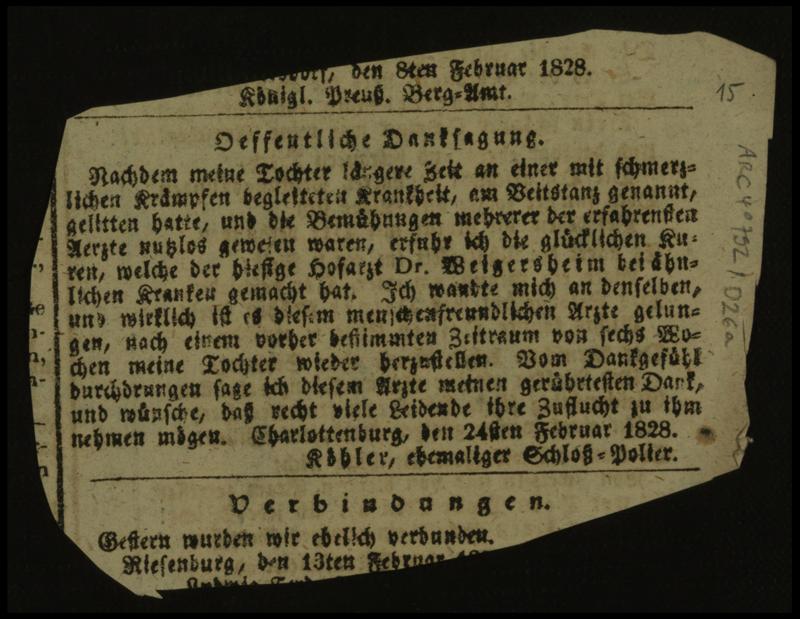 den 8ten Februar 1828.
Königl. Preuß. Berg=Amt.
15
ARC 40752 / 026a
Oeffentliche Danksagung.
Nachdem meine Tochter längere Zeit an einer mit schmerz=
lichen Krämpfen begleiteten Krankheit, am Veitstanz genannt,
gelitten hatte, und die Bemühungen mehrerer der erfahrensten
Aerzte nutzlos gewesen waren, erfuhr ich die glücklichen Ku=
ren, welche der hiesige Hofarzt Dr. Weigersheim bei ähn=
lichen Kranken gemacht hat. Ich wandte mich an denselben,
und wirklich ist es diesem menschenfreundlichen Arzte gelun=
gen, nach einem vorher bestimmten Zeitraum von sechs Wo=
chen meine Tochter wieder herzustellen. Vom Dankgefühl
durchdrungen sage ich diesem Arzte meinen gerührtesten Dank,
und wünsche, daß recht viele Leidende ihre Zuflucht zu ihm
nehmen mögen. Charlottenburg, den 24sten Februar 1828.
Köhler, ehemaliger Schloß=Polier.
Verbindungen.
Gestern wurden wir ehelich verbunden.
Riesenburg, den 13ten Februar